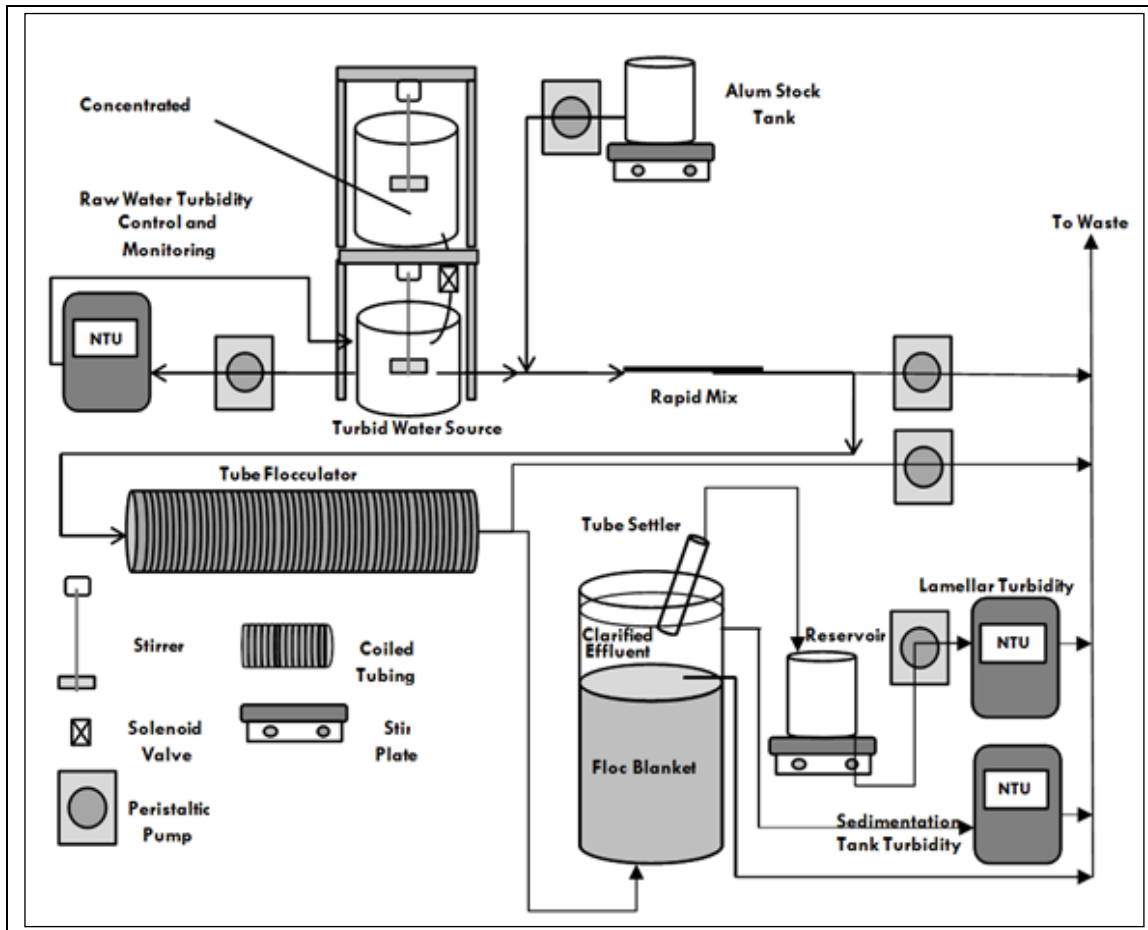 Concentrated
Alum Stock
Tank
Raw Water Turbidity
Control and
Monitoring
To Waste
NTU
Rapid Mix
Turbid Water Source
Tube Flocculator
Tube Settler
Lamellar Turbidity
Stirrer
Coiled
Tubing
Clarified
Effluent
Reservoir
NTU
Solenoid
Valve
Stir
Plate
Floc Blanket
NTU
Peristaltic
Pump
Sedimentation
Tank Turbidity